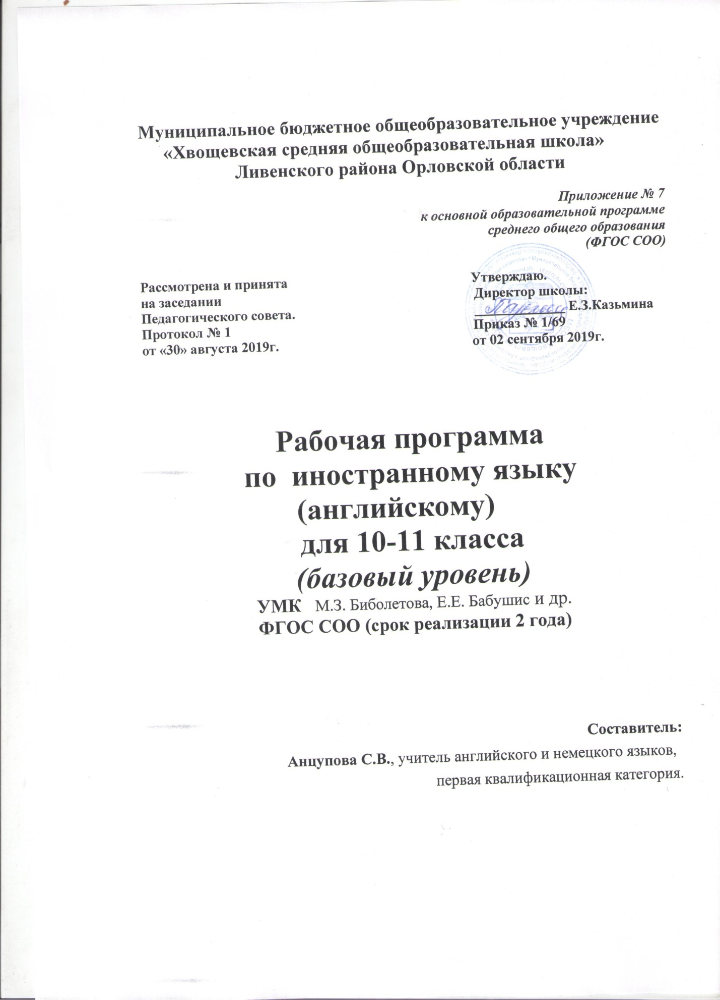 Муниципальное бюджетное общеобразовательное учреждение
«Хвощевская средняя общеобразовательная школа»
Ливенского района Орловской области
Приложение № 7
к основной образовательной программе
среднего общего образования
(ФГОС СОО)
Рассмотрена и принята
на заседании
Педагогического совета.
Протокол № 1
от «30» августа 2019г.
Утверждаю.
Директор школы:
Е.З.Казьмина
Приказ № 1/69
от 02 сентября 2019г.
Рабочая программа
по иностранному языку
(английскому)
для 10-11 класса
(базовый уровень)
УМК М.З. Биболетова, Е.Е. Бабушис и др.
ФГОС СОО (срок реализации 2 года)
Составитель:
Анцупова С.В., учитель английского и немецкого языков,
первая квалификационная категория.